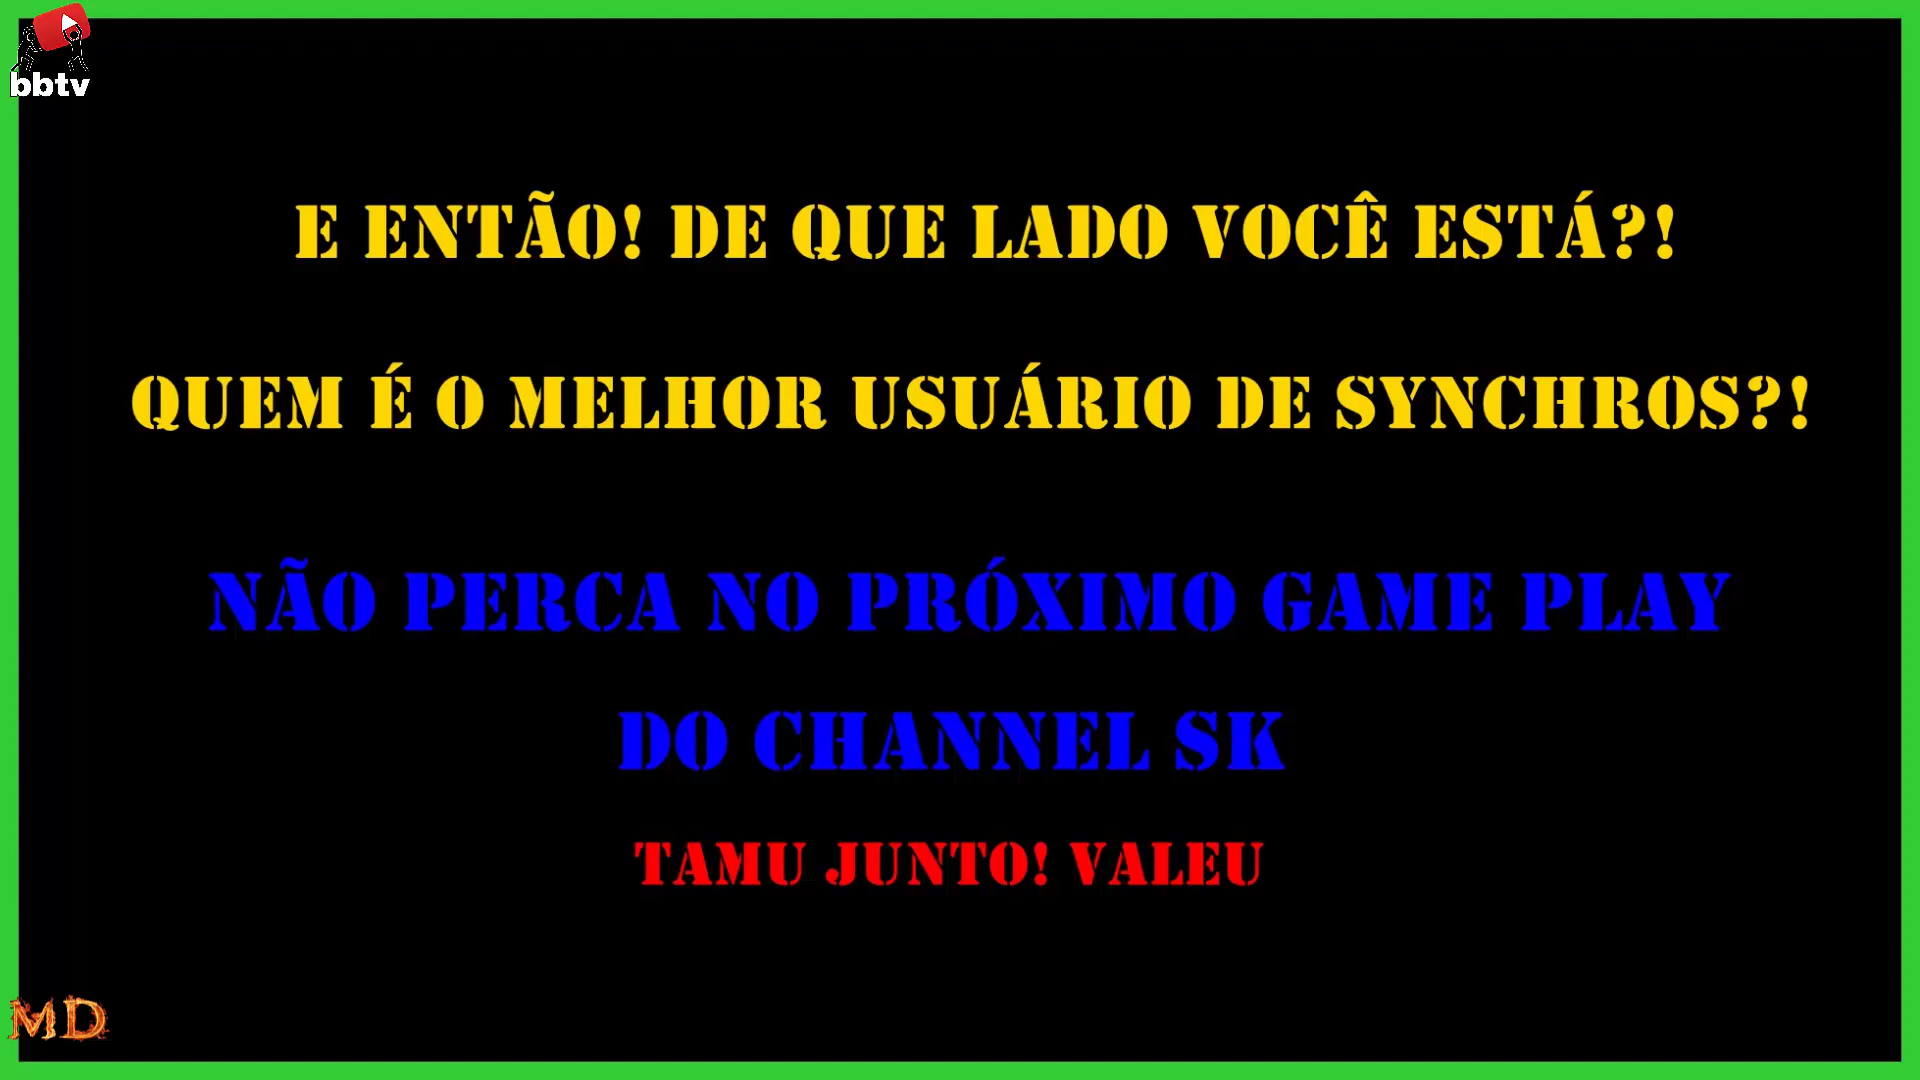 bbtv
E ENTÃO! DE QUE LADO VOCÊ ESTÁ?!
QUEM É O MELHOR USUÁRIO DE SYNCHROS?!
NÃO PERCA NO PRÓXIMO GAME PLAY
DO CHANNEL SK
TAMU JUNTO! VALEU
MD